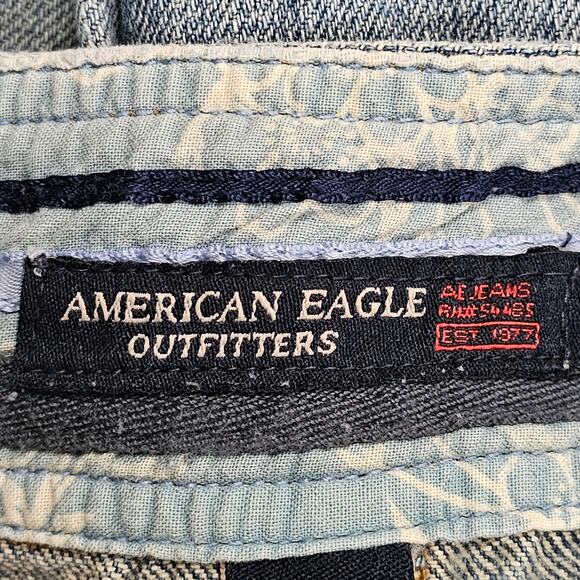 AMERICAN EAGLE
OUTFITTERS
AE JEANS
RN# 54485
EST. 1977